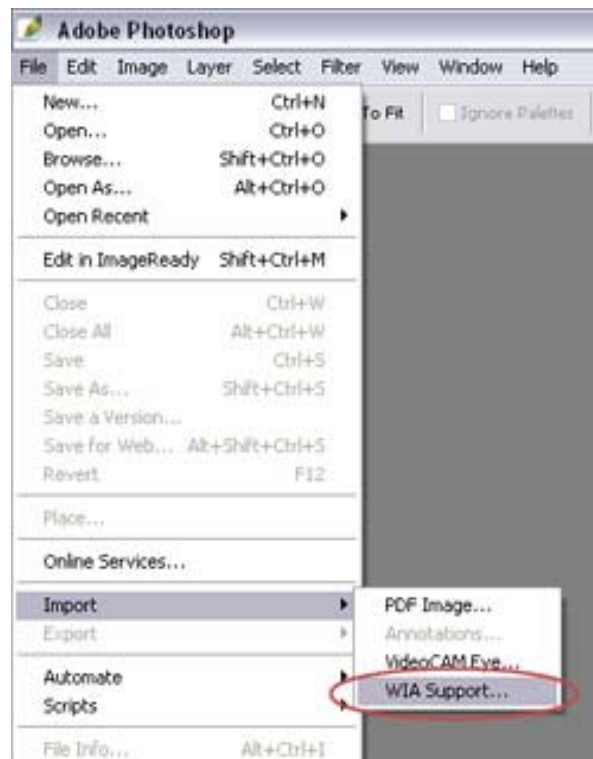 Adobe Photoshop
File Edit Image Layer Select Filter View Window Help
To Fit Ignore Palettes
New... Ctrl+N
Open... Ctrl+O
Browse... Shift+Ctrl+O
Open As... Alt+Ctrl+O
Open Recent
Edit in ImageReady Shift+Ctrl+M
Close Ctrl+W
Close All Alt+Ctrl+W
Save Ctrl+S
Save As... Shift+Ctrl+S
Save a Version...
Save for Web... Alt+Shift+Ctrl+S
Revert F12
Place...
Online Services...
Import
Export
Automate
Scripts
File Info... Alt+Ctrl+I
PDF Image...
Annotations...
VideoCAM Eye...
WIA Support...